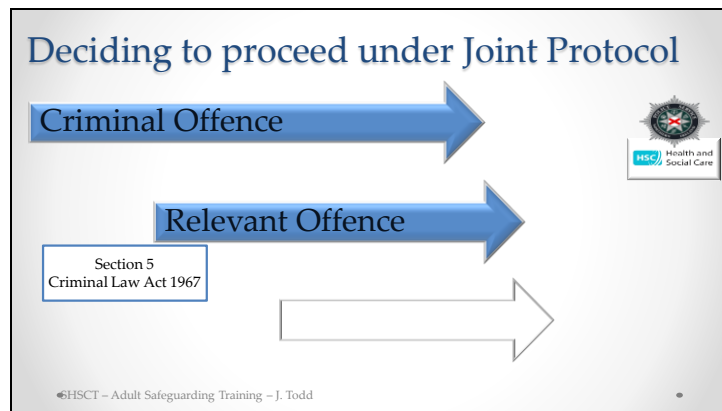 Deciding to proceed under Joint Protocol
Criminal Offence
HSC Health and
Social Care
Relevant Offence
Section 5
Criminal Law Act 1967
SHSCT – Adult Safeguarding Training – J. Todd